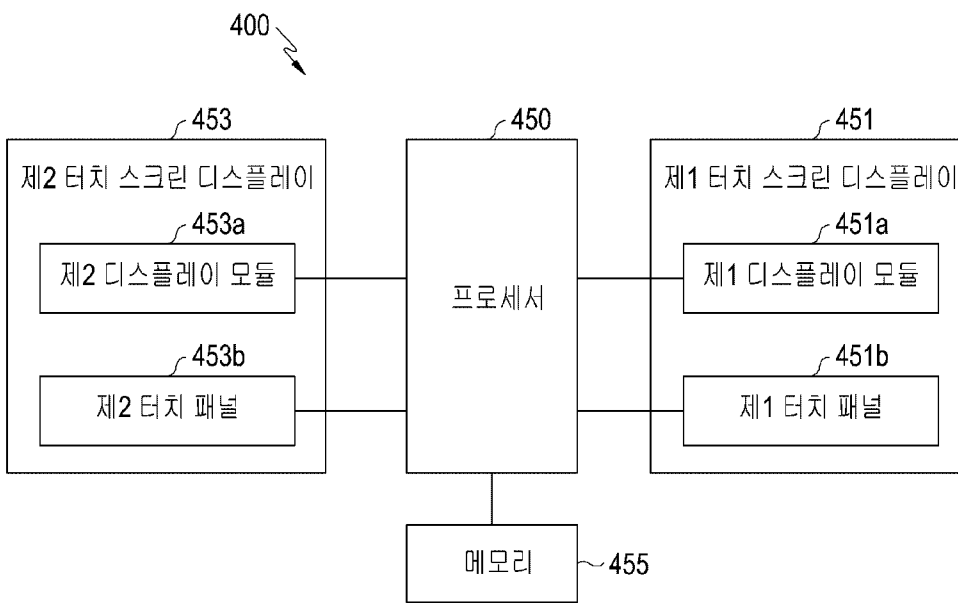 400
453
450
451
제2 터치 스크린 디스플레이
제1 터치 스크린 디스플레이
453a
451a
제2 디스플레이 모듈
프로세서
제1 디스플레이 모듈
453b
451b
제2 터치 패널
제1 터치 패널
메모리
455